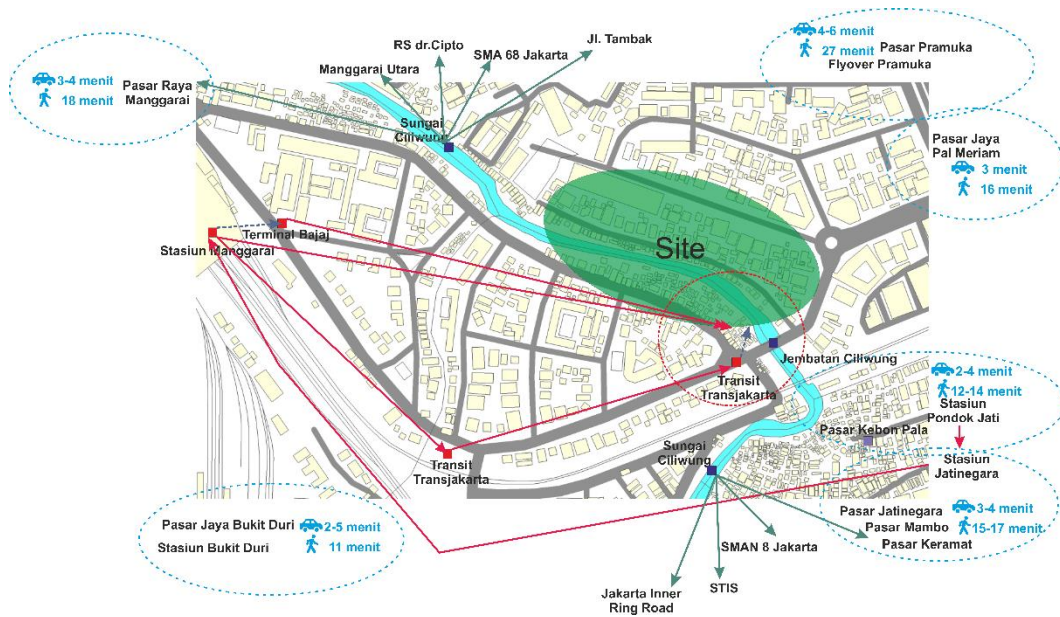 3-4 menit
18 menit
Pasar Raya
Manggarai
Manggarai Utara
RS dr.Cipto
SMA 68 Jakarta
Jl. Tambak
4-6 menit
27 menit
Pasar Pramuka
Flyover Pramuka
Sungai
Ciliwung
Pasar Jaya
Pal Meriam
3 menit
16 menit
Terminal Bajaj
Stasiun Manggarai
Site
Jembatan Ciliwung
Transit
Transjakarta
2-4 menit
12-14 menit
Stasiun
Pondok Jati
Pasar Kebon Pala
Sungai
Ciliwung
Transit
Transjakarta
Stasiun
Jatinegara
Pasar Jatinegara
3-4 menit
Pasar Mambo
15-17 menit
Pasar Keramat
Pasar Jaya Bukit Duri
2-5 menit
Stasiun Bukit Duri
11 menit
SMAN 8 Jakarta
STIS
Jakarta Inner
Ring Road